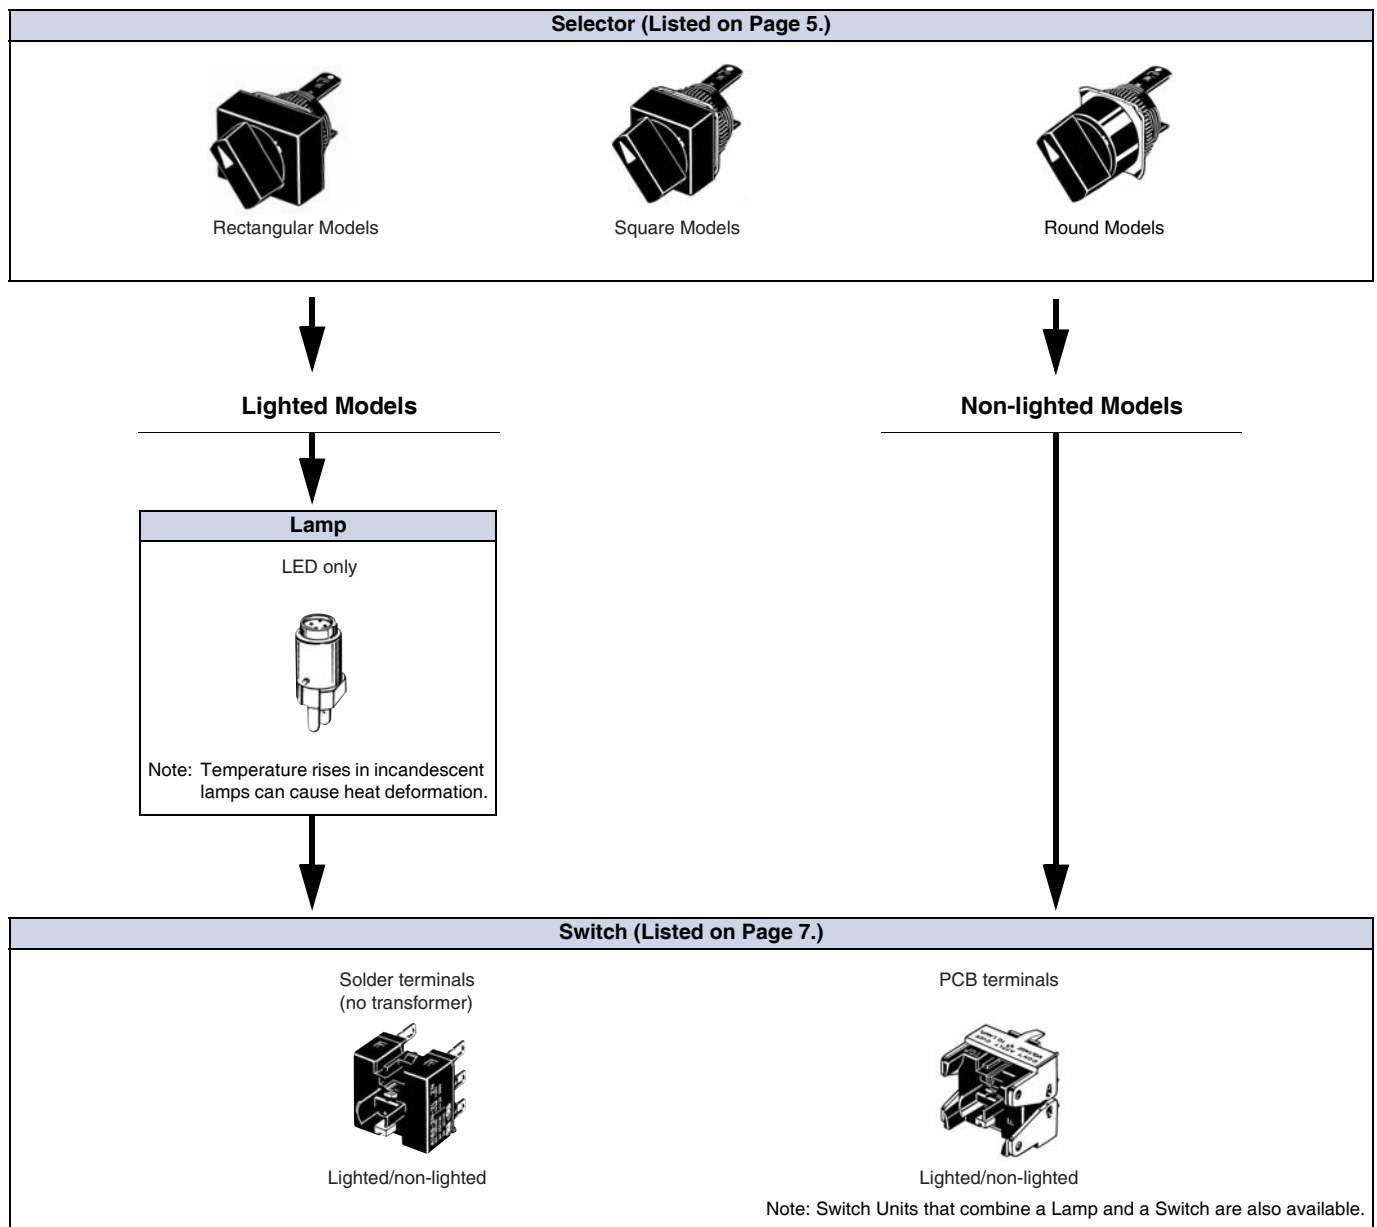 Selector (Listed on Page 5.)
Rectangular Models
Square Models
Round Models
Lighted Models
Non-lighted Models
Lamp
LED only
Note: Temperature rises in incandescent
lamps can cause heat deformation.
Switch (Listed on Page 7.)
Solder terminals
(no transformer)
PCB terminals
Lighted/non-lighted
Lighted/non-lighted
Note: Switch Units that combine a Lamp and a Switch are also available.